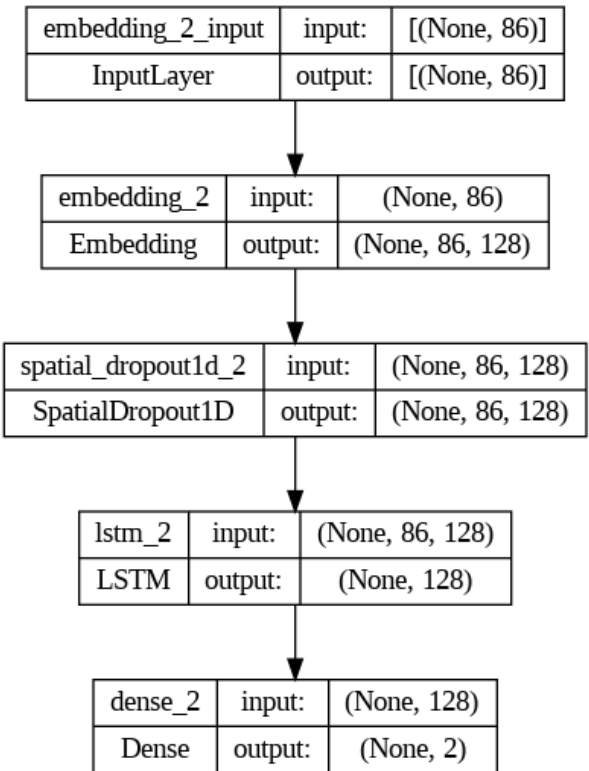 embedding_2_input input: [(None, 86)]
InputLayer output: [(None, 86)]
embedding_2 input: (None, 86)
Embedding output: (None, 86, 128)
spatial_dropout1d_2 input: (None, 86, 128)
SpatialDropout1D output: (None, 86, 128)
lstm_2 input: (None, 86, 128)
LSTM output: (None, 128)
dense_2 input: (None, 128)
Dense output: (None, 2)